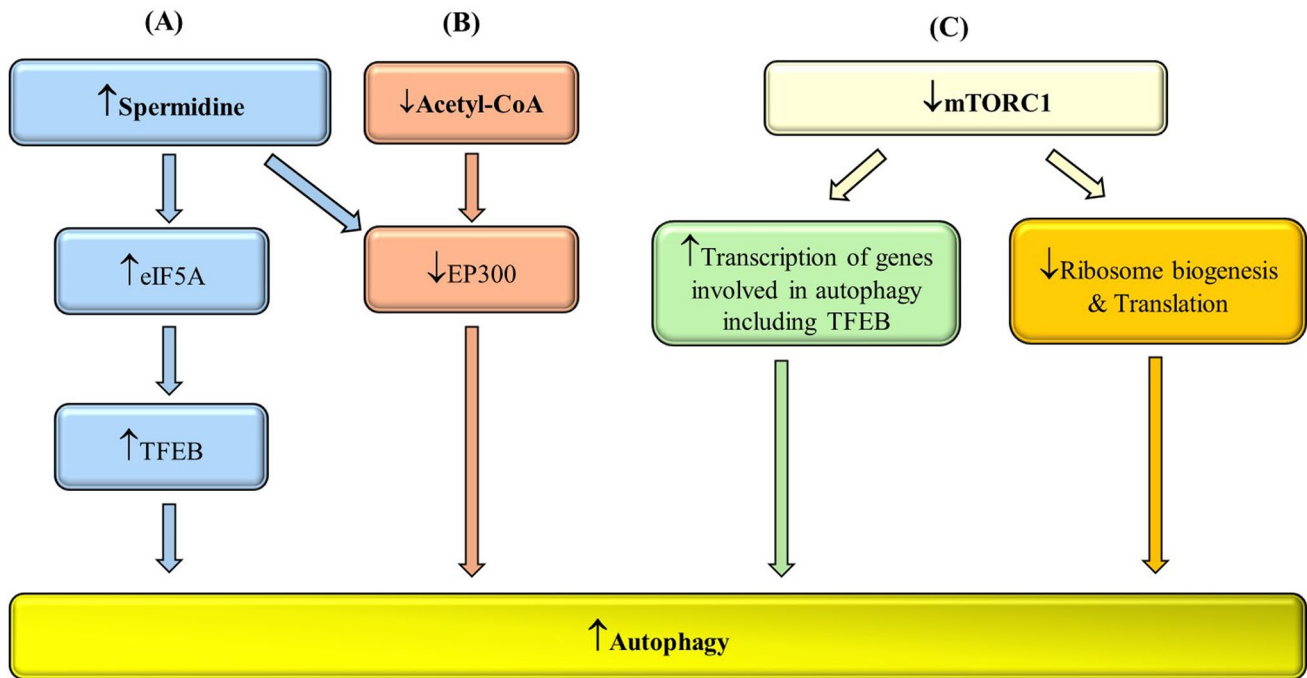 (A)
(B)
(C)
↑Spermidine
↓Acetyl-CoA
↓mTORC1
↑eIF5A
↓EP300
↑Transcription of genes
involved in autophagy
including TFEB
↓Ribosome biogenesis
& Translation
↑TFEB
↑Autophagy